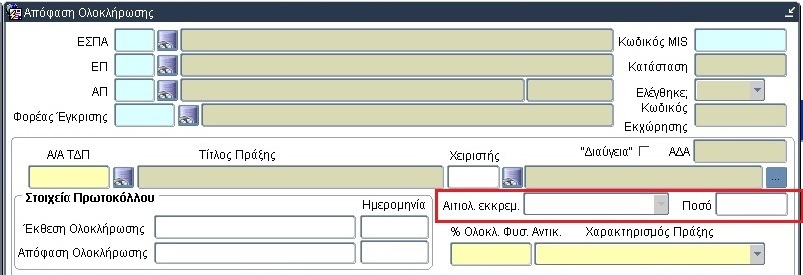 Απόφαση Ολοκλήρωσης
ΕΣΠΑ Κωδικός MIS
ΕΠ Κατάσταση
ΑΠ Ελέγθηκε;
Φορέας Έγκρισης Κωδικός
Εκχώρησης
Α/Α ΤΔΠ Τίτλος Πράξης Χειριστής "Διαύγεια" ΑΔΑ
...
Στοιχεία Πρωτοκόλλου Ημερομηνία Αιτιολ. εκκρεμ. Ποσό
Έκθεση Ολοκλήρωσης % Ολοκλ. Φυσ. Αντικ. Χαρακτηρισμός Πράξης
Απόφαση Ολοκλήρωσης